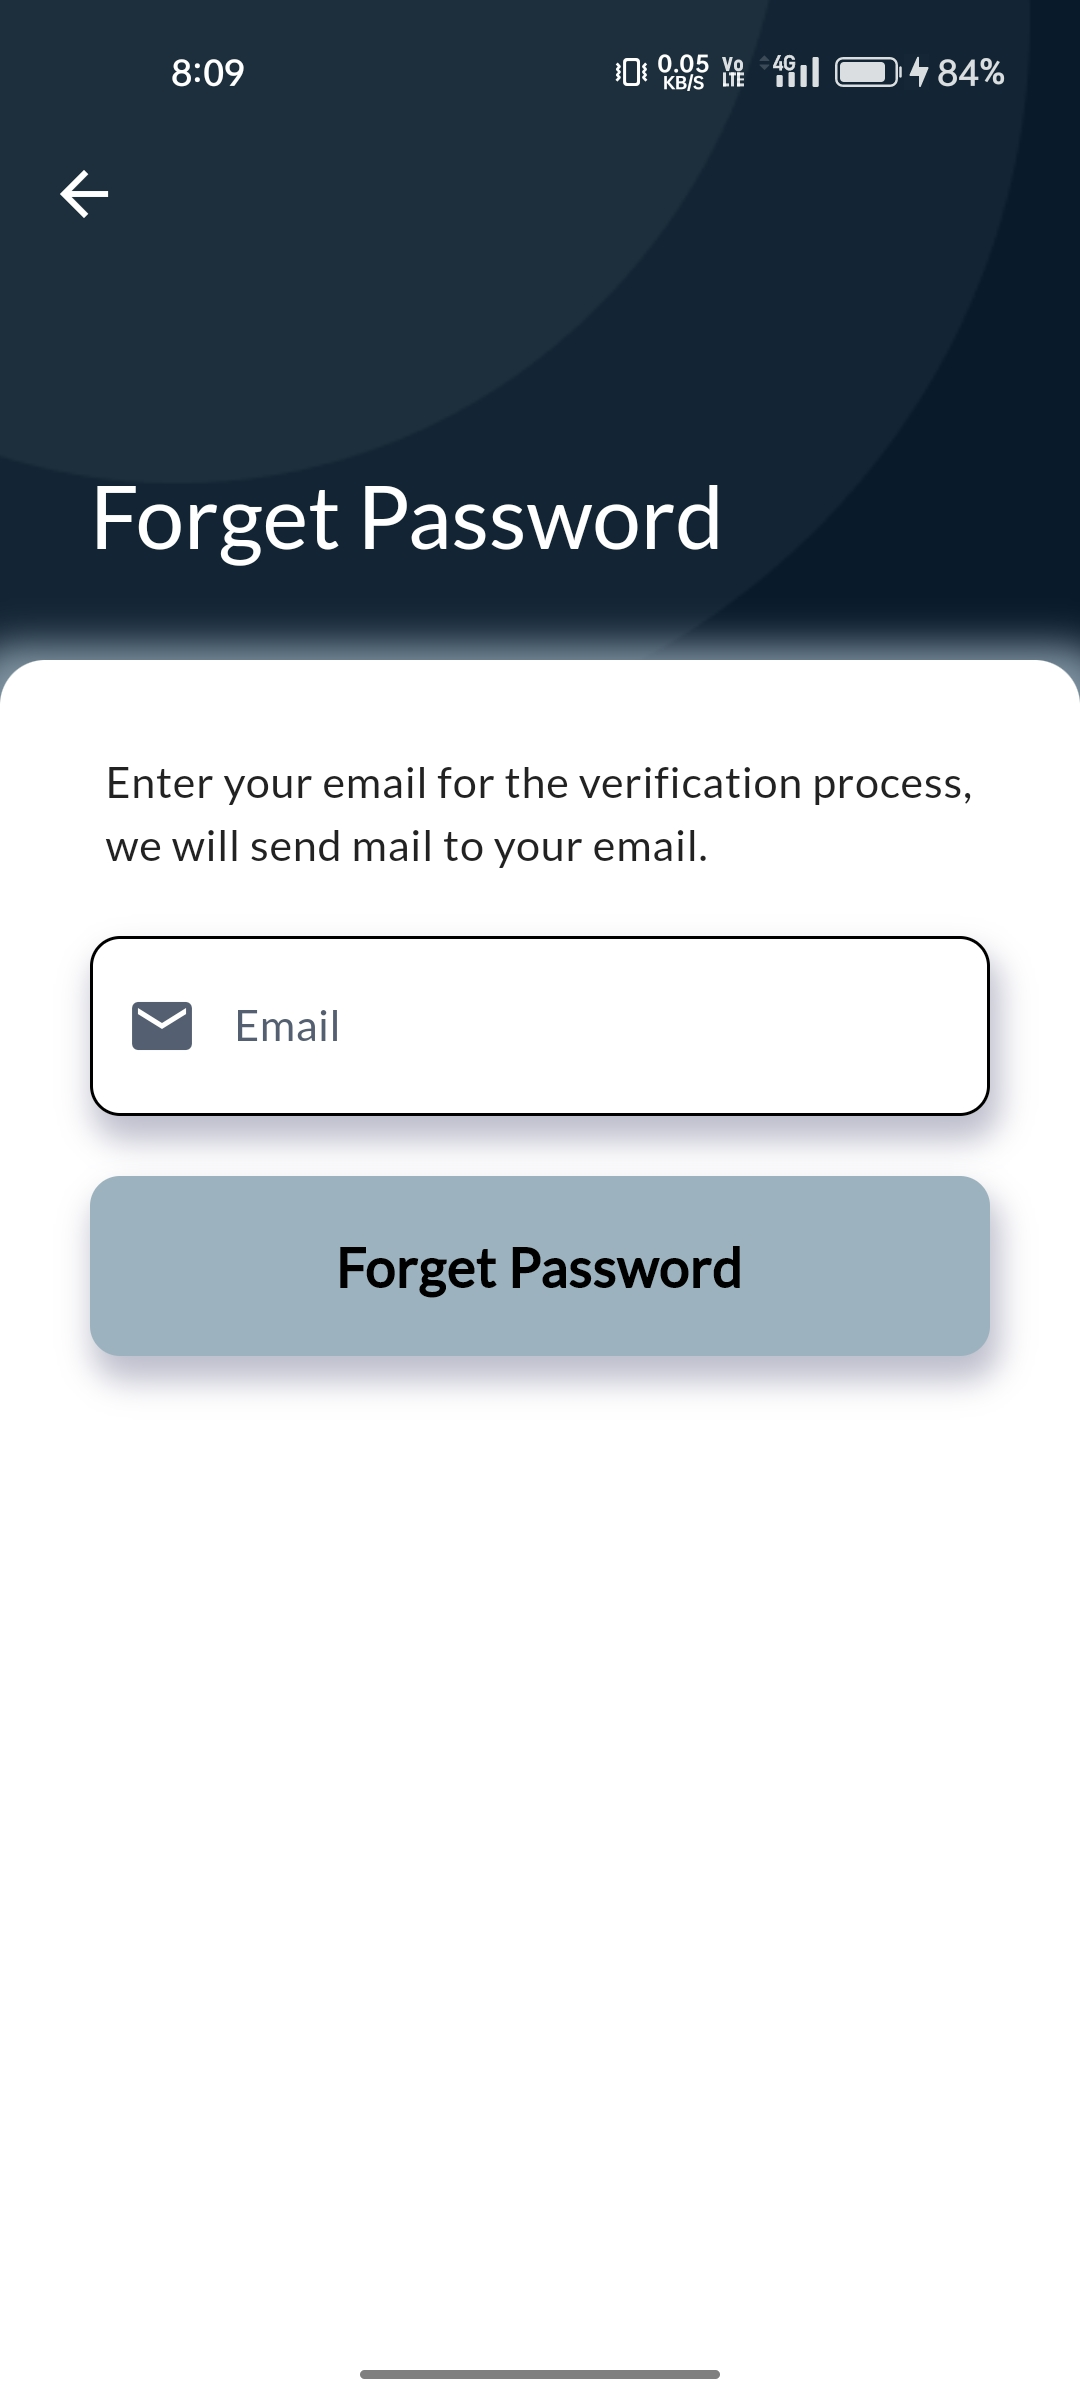 8:09
0.05
KB/S
Vo
LTE
4G
84%
Forget Password
Enter your email for the verification process,
we will send mail to your email.
Email
Forget Password